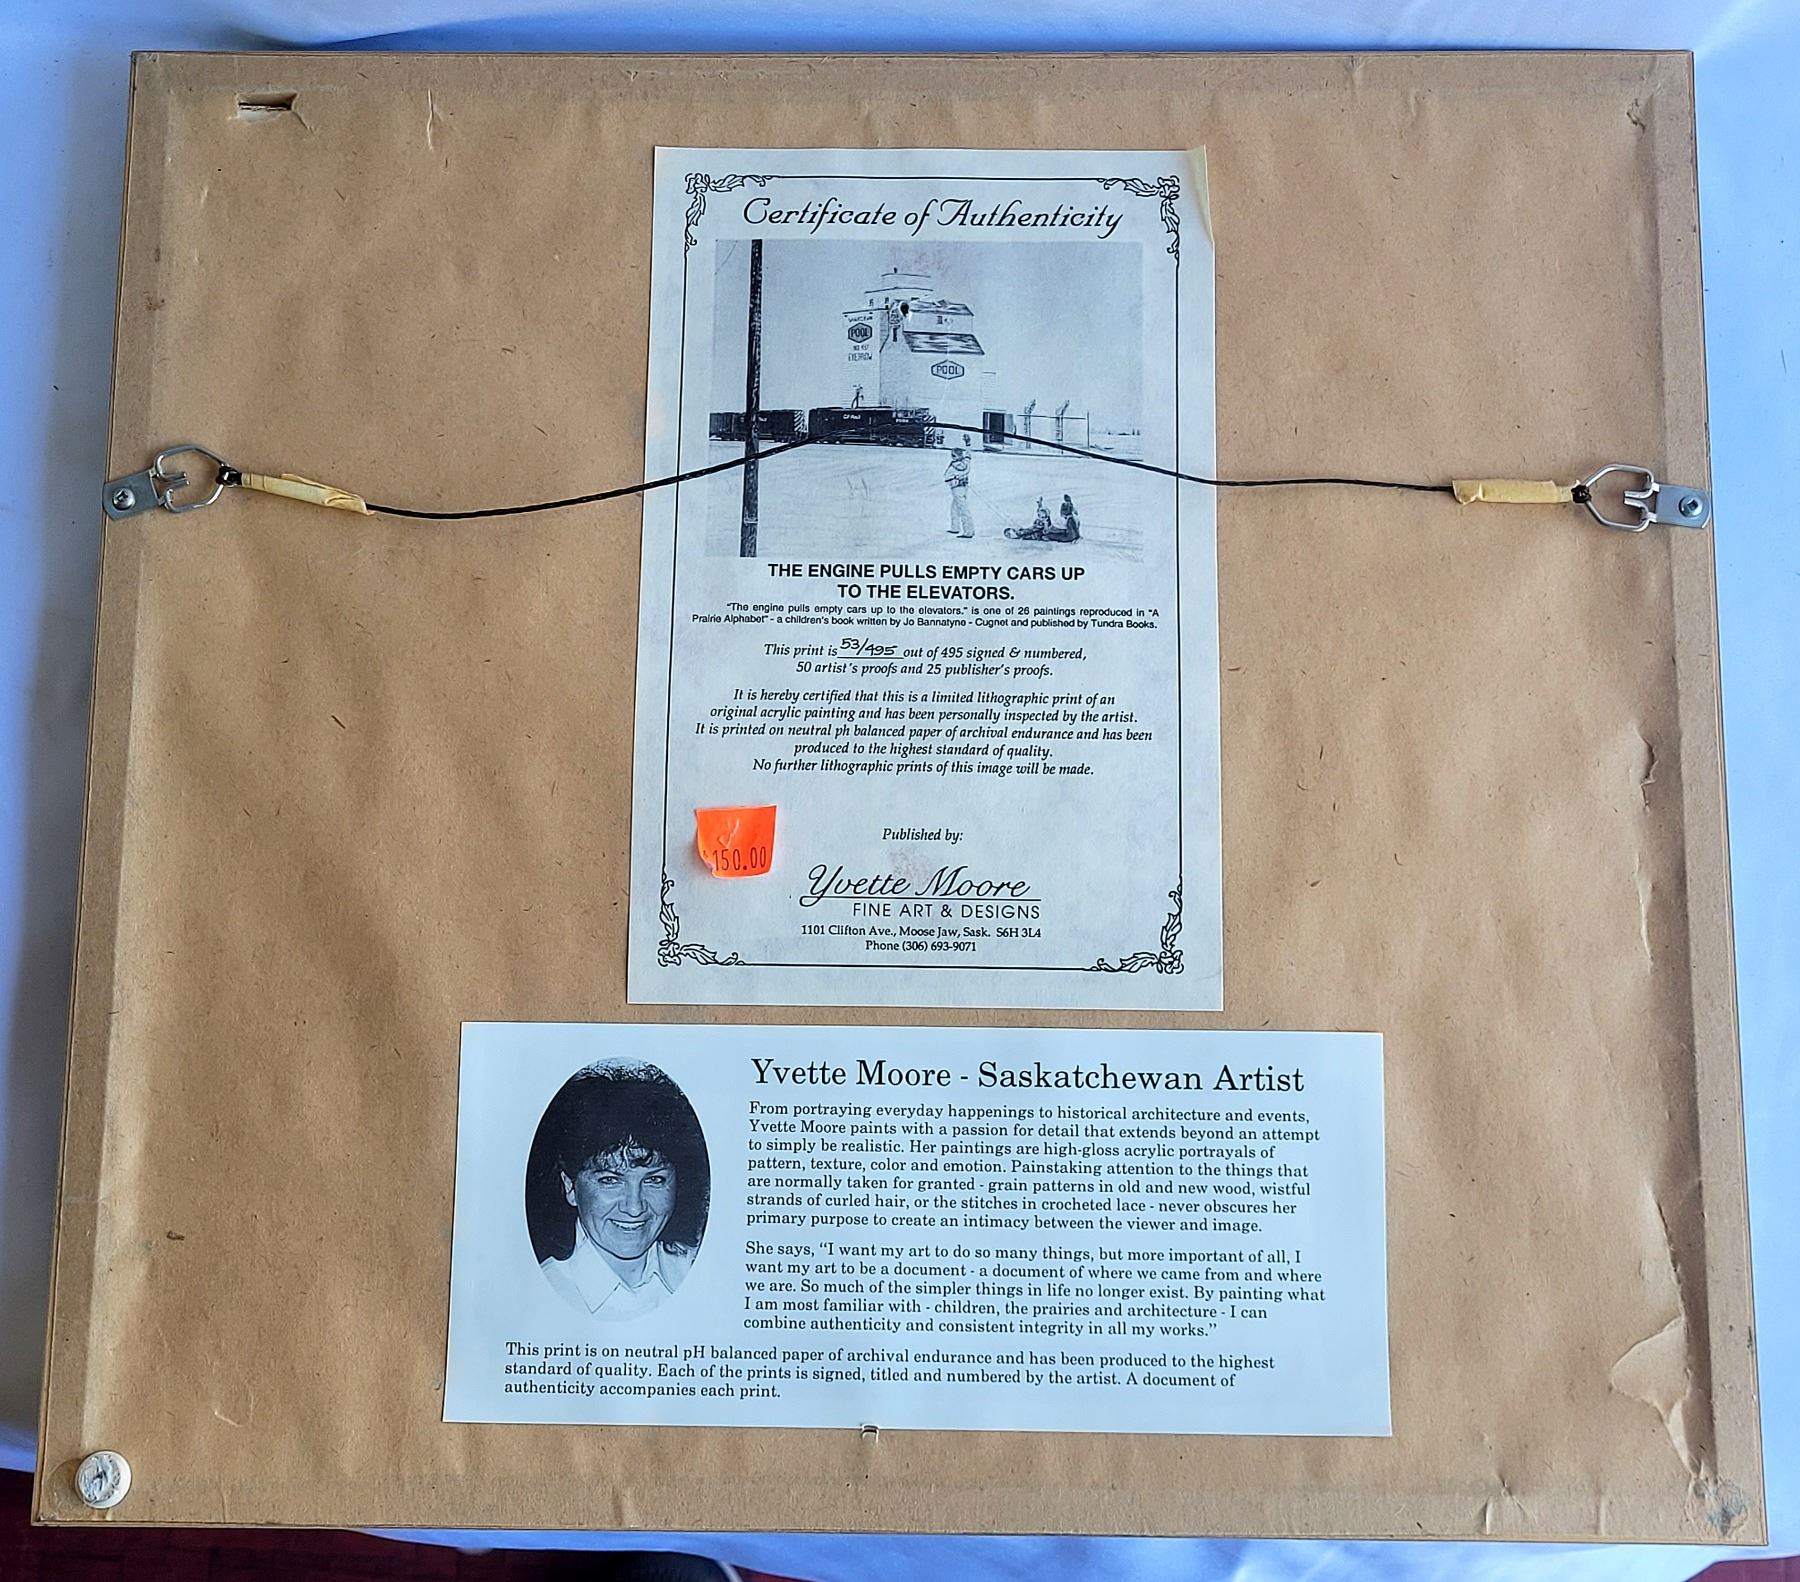 Certificate of Authenticity
POOL
POOL
THE ENGINE PULLS EMPTY CARS UP
TO THE ELEVATORS.
"The engine pulls empty cars up to the elevators." is one of 26 paintings reproduced in "A
Prairie Alphabet" - a children's book written by Jo Bannatyne - Cugnet and published by Tundra Books.
This print is 53/495 out of 495 signed & numbered,
50 artist's proofs and 25 publisher's proofs.
It is hereby certified that this is a limited lithographic print of an
original acrylic painting and has been personally inspected by the artist.
It is printed on neutral ph balanced paper of archival endurance and has been
produced to the highest standard of quality.
No further lithographic prints of this image will be made.
$150.00
Published by:
Yvette Moore
FINE ART & DESIGNS
1101 Clifton Ave., Moose Jaw, Sask. S6H 3L4
Phone (306) 693-9071
Yvette Moore - Saskatchewan Artist
From portraying everyday happenings to historical architecture and events,
Yvette Moore paints with a passion for detail that extends beyond an attempt
to simply be realistic. Her paintings are high-gloss acrylic portrayals of
pattern, texture, color and emotion. Painstaking attention to the things that
are normally taken for granted - grain patterns in old and new wood, wistful
strands of curled hair, or the stitches in crocheted lace - never obscures her
primary purpose to create an intimacy between the viewer and image.
She says, “I want my art to do so many things, but more important of all, I
want my art to be a document - a document of where we came from and where
we are. So much of the simpler things in life no longer exist. By painting what
I am most familiar with - children, the prairies and architecture - I can
combine authenticity and consistent integrity in all my works.”
This print is on neutral pH balanced paper of archival endurance and has been produced to the highest
standard of quality. Each of the prints is signed, titled and numbered by the artist. A document of
authenticity accompanies each print.